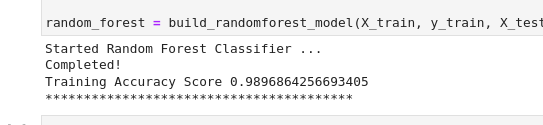 random_forest = build_randomforest_model(X_train, y_train, X_test
Started Random Forest Classifier ...
Completed!
Training Accuracy Score 0.9896864256693405
****************************************